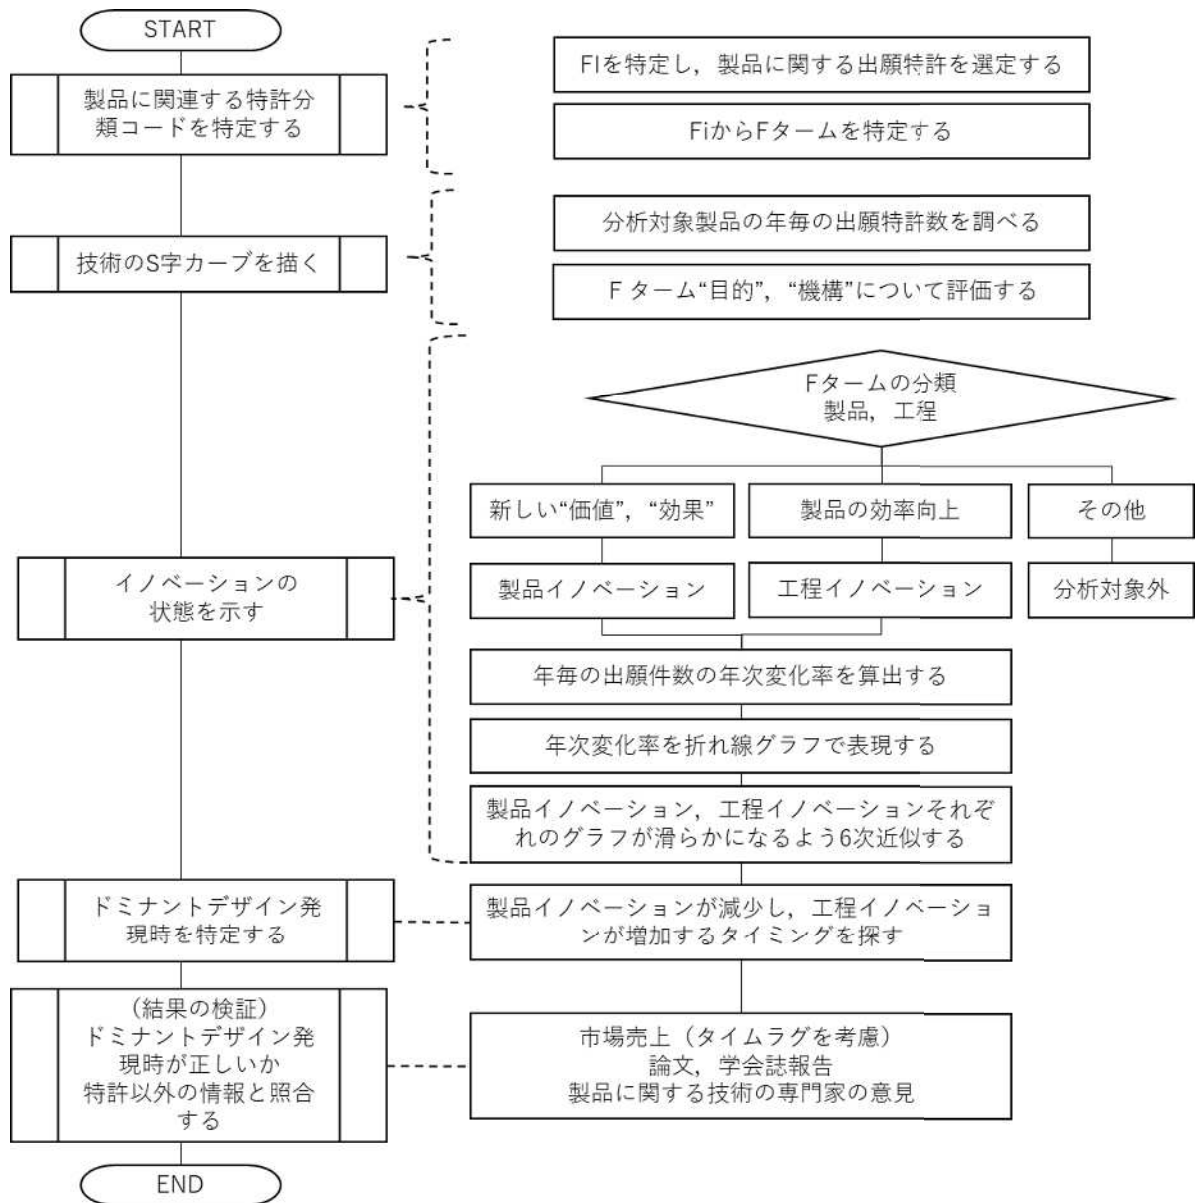 START
製品に関連する特許分
類コードを特定する
FIを特定し，製品に関する出願特許を選定する
FiからFタームを特定する
技術のS字カーブを描く
分析対象製品の年毎の出願特許数を調べる
Fターム“目的”，“機構”について評価する
イノベーションの
状態を示す
Fタームの分類
製品，工程
新しい“価値”，“効果”
製品の効率向上
その他
製品イノベーション
工程イノベーション
分析対象外
年毎の出願件数の年次変化率を算出する
年次変化率を折れ線グラフで表現する
製品イノベーション，工程イノベーションそれぞ
れのグラフが滑らかになるよう6次近似する
ドミナントデザイン発
現時を特定する
製品イノベーションが減少し，工程イノベーショ
ンが増加するタイミングを探す
（結果の検証）
ドミナントデザイン発
現時が正しいか
特許以外の情報と照合
する
市場売上（タイムラグを考慮）
論文，学会誌報告
製品に関する技術の専門家の意見
END